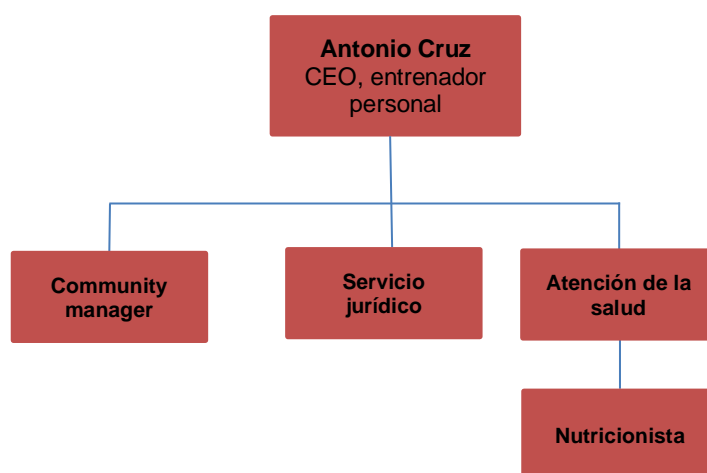 Antonio Cruz
CEO, entrenador
personal
Community
manager
Servicio
jurídico
Atención de la
salud
Nutricionista